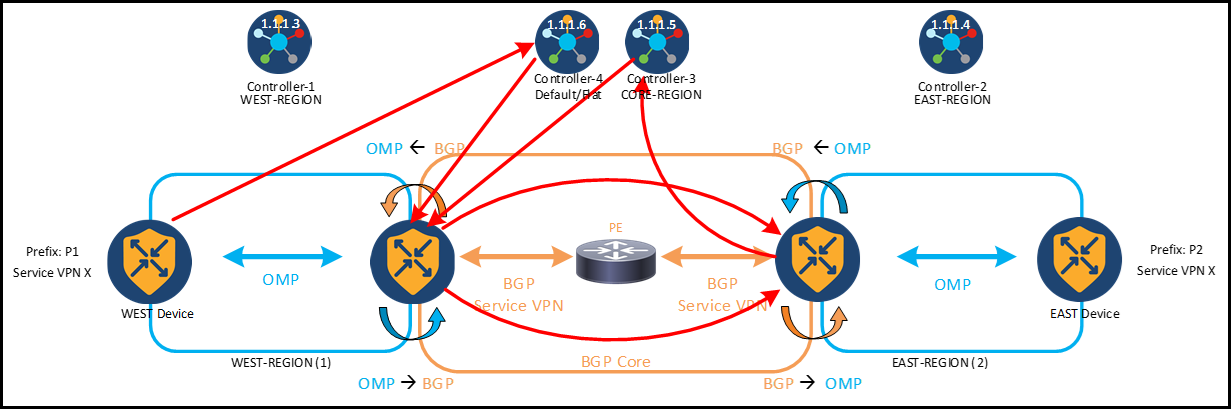 1.1.1.3
1.1.1.6
1.1.1.5
1.1.1.4
Controller-1
WEST-REGION
Controller-4
Default/Flat
Controller-3
CORE-REGION
Controller-2
EAST-REGION
OMP ← BGP
BGP ← OMP
Prefix: P1
Service VPN X
OMP
BGP
Service VPN
PE
BGP
Service VPN
OMP
Prefix: P2
Service VPN X
WEST Device
EAST Device
WEST-REGION (1)
BGP Core
EAST-REGION (2)
OMP → BGP
BGP → OMP